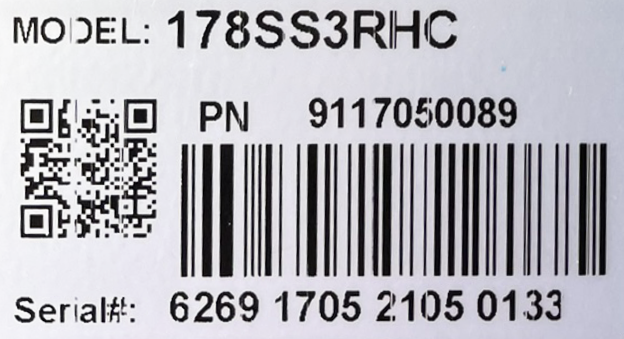 MODEL: 178SS3RHC
PN 9117050089
Serial#: 6269 1705 2105 0133